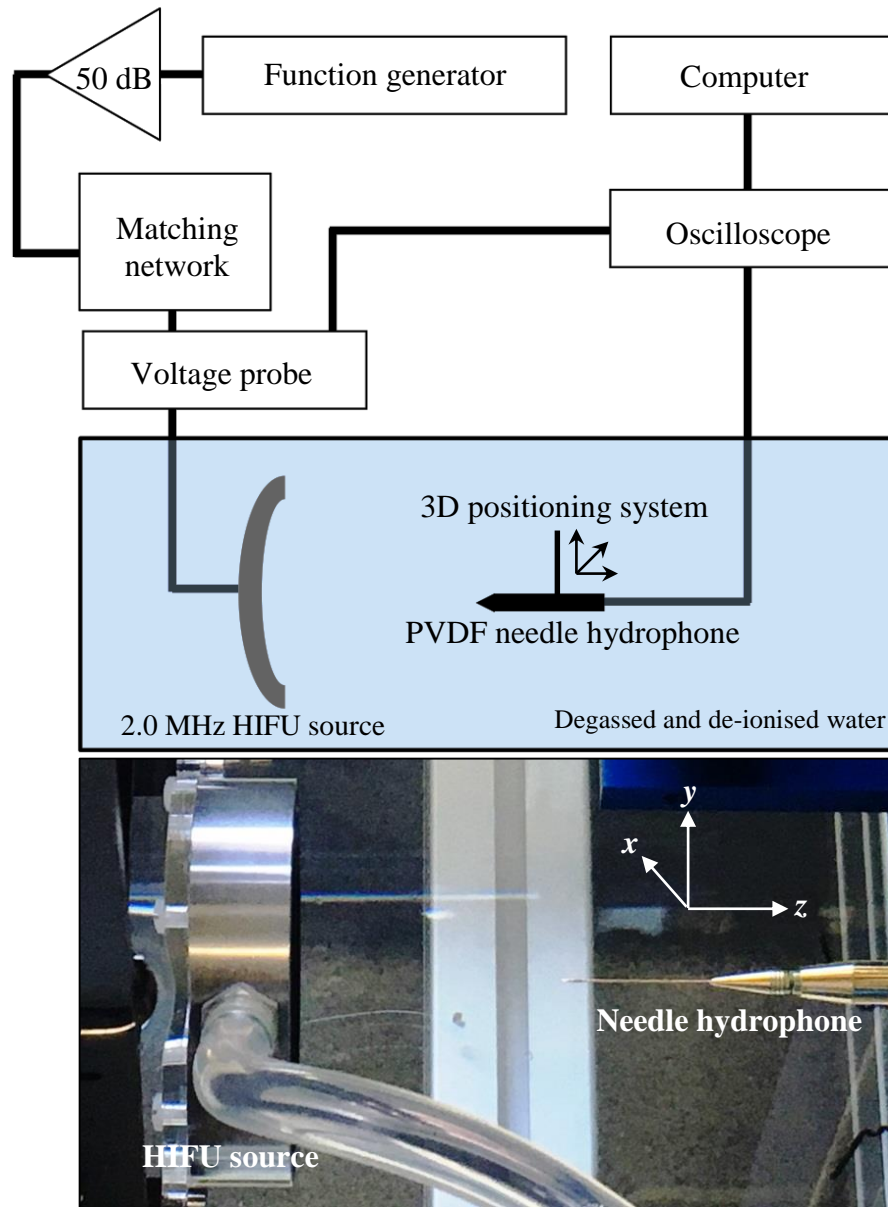 50 dB
Function generator
Computer
Matching
network
Oscilloscope
Voltage probe
3D positioning system
PVDF needle hydrophone
2.0 MHz HIFU source
Degassed and de-ionised water
y
x
z
Needle hydrophone
HIFU source